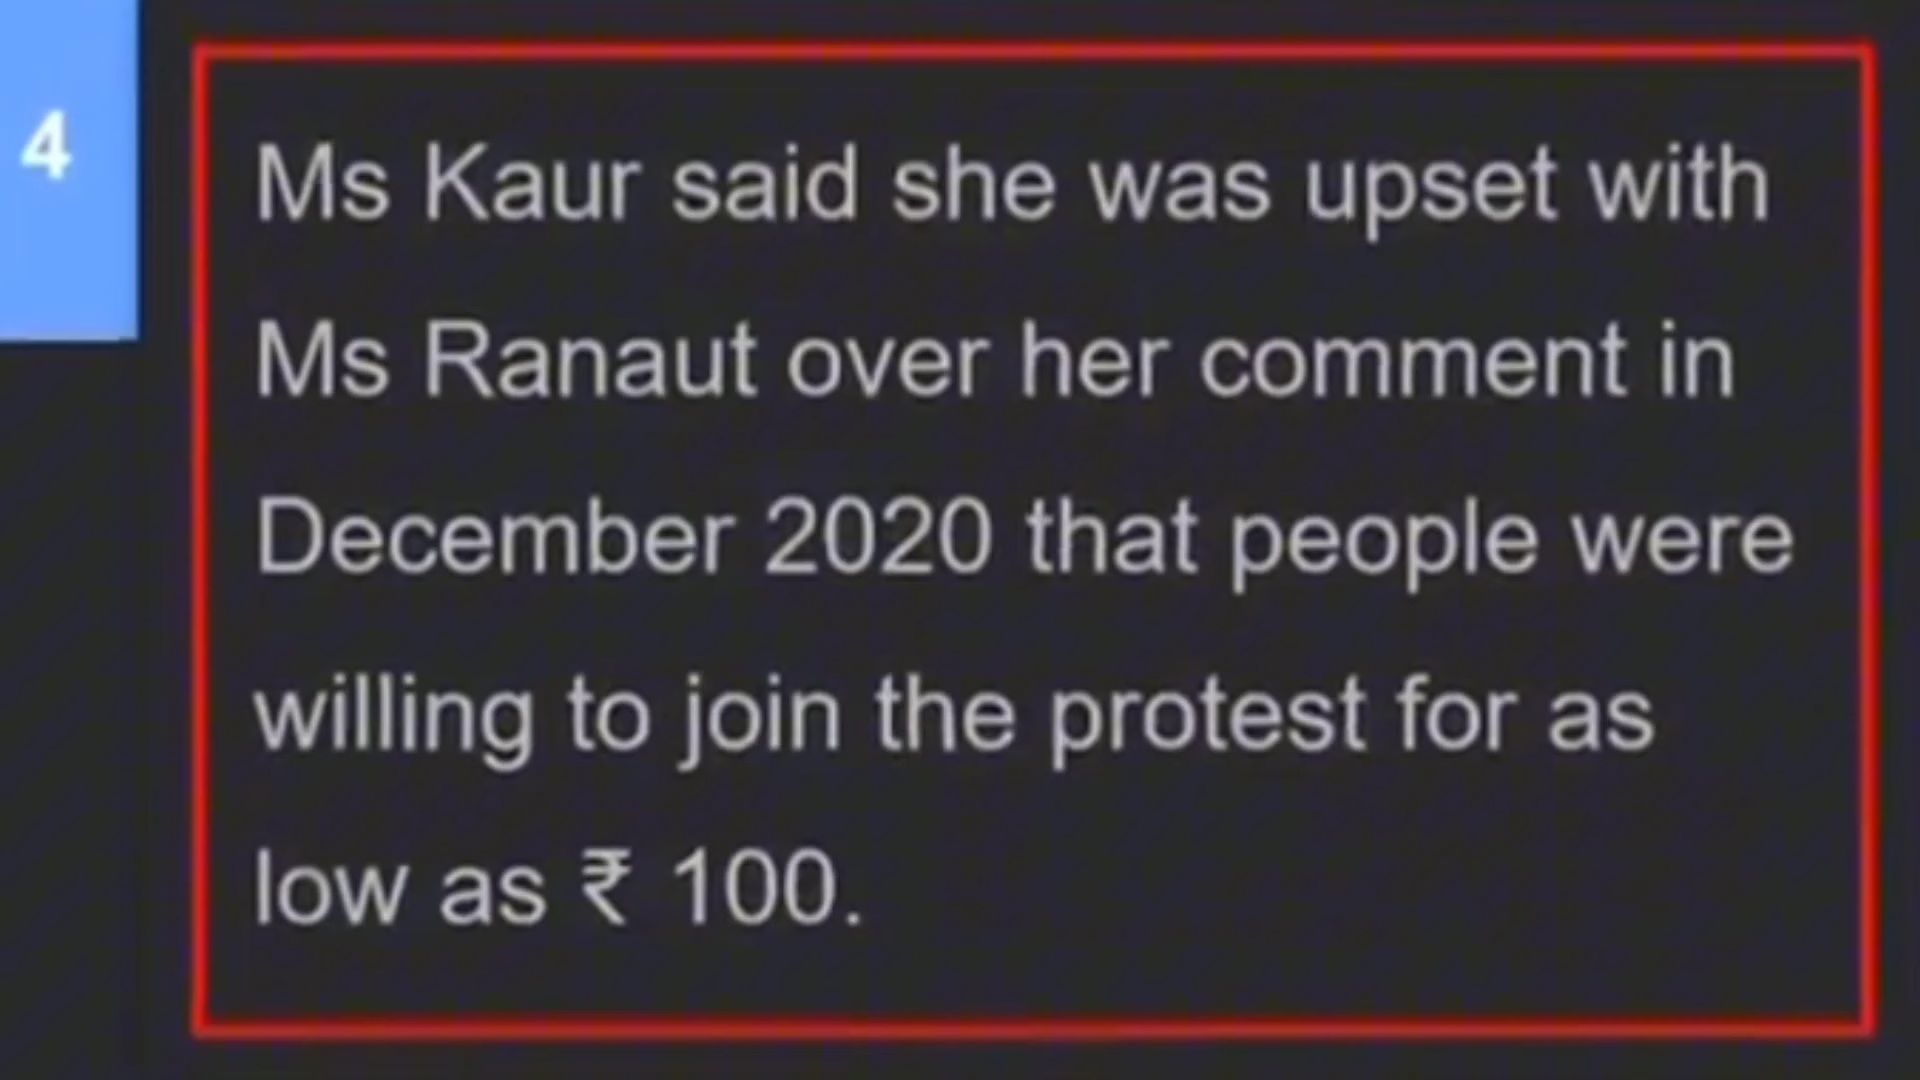 4
Ms Kaur said she was upset with
Ms Ranaut over her comment in
December 2020 that people were
willing to join the protest for as
low as ₹ 100.